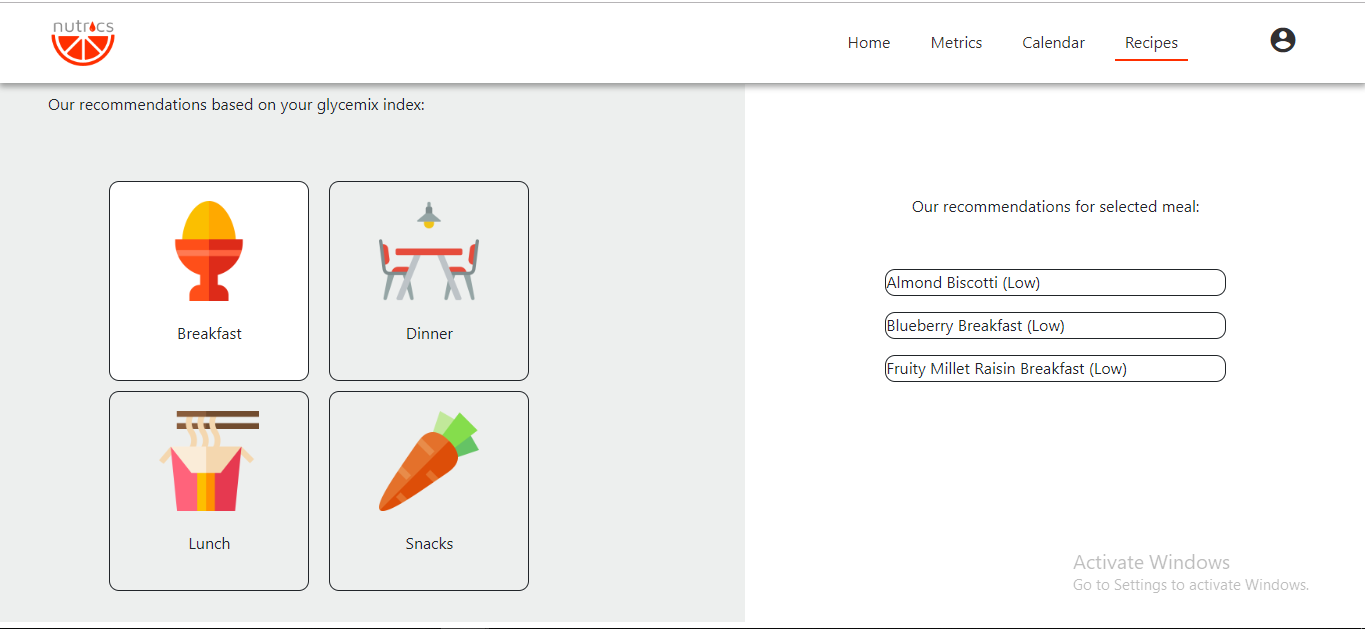 nutrics
Home
Metrics
Calendar
Recipes
Our recommendations based on your glycemix index:
Breakfast
Dinner
Lunch
Snacks
Our recommendations for selected meal:
Almond Biscotti (Low)
Blueberry Breakfast (Low)
Fruity Millet Raisin Breakfast (Low)
Activate Windows
Go to Settings to activate Windows.